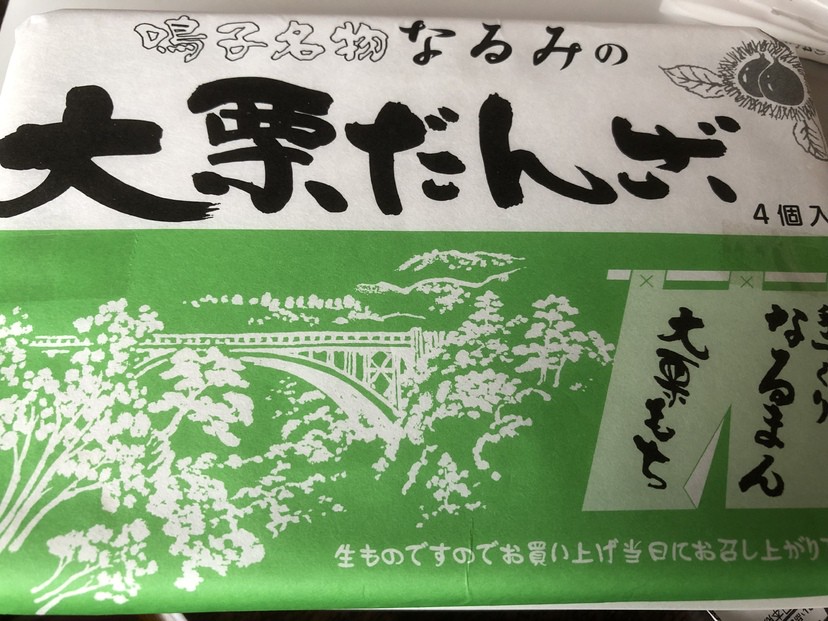 鳴子名物 なるみの
大栗だんご
4個入
なるまん
大栗もち
生ものですのでお買い上げ当日にお召し上がり下